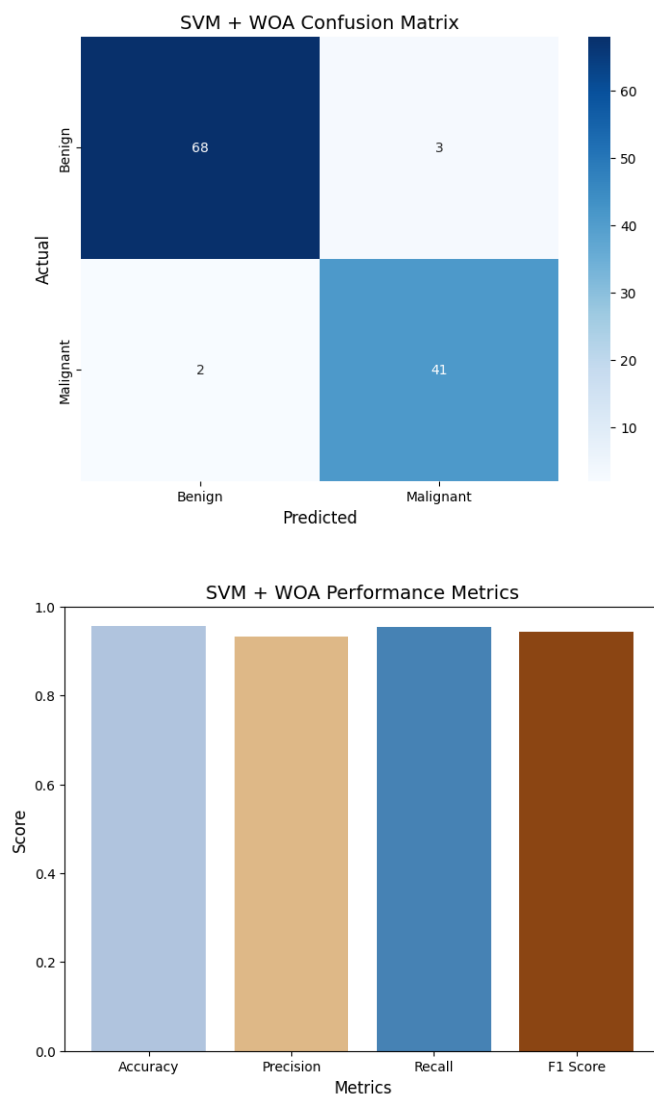 SVM + WOA Confusion Matrix
Benign
68
3
60
50
40
30
20
10
Actual
Malignant
2
41
Benign
Malignant
Predicted
SVM + WOA Performance Metrics
1.0
0.8
0.6
0.4
0.2
0.0
Score
Accuracy
Precision
Recall
F1 Score
Metrics